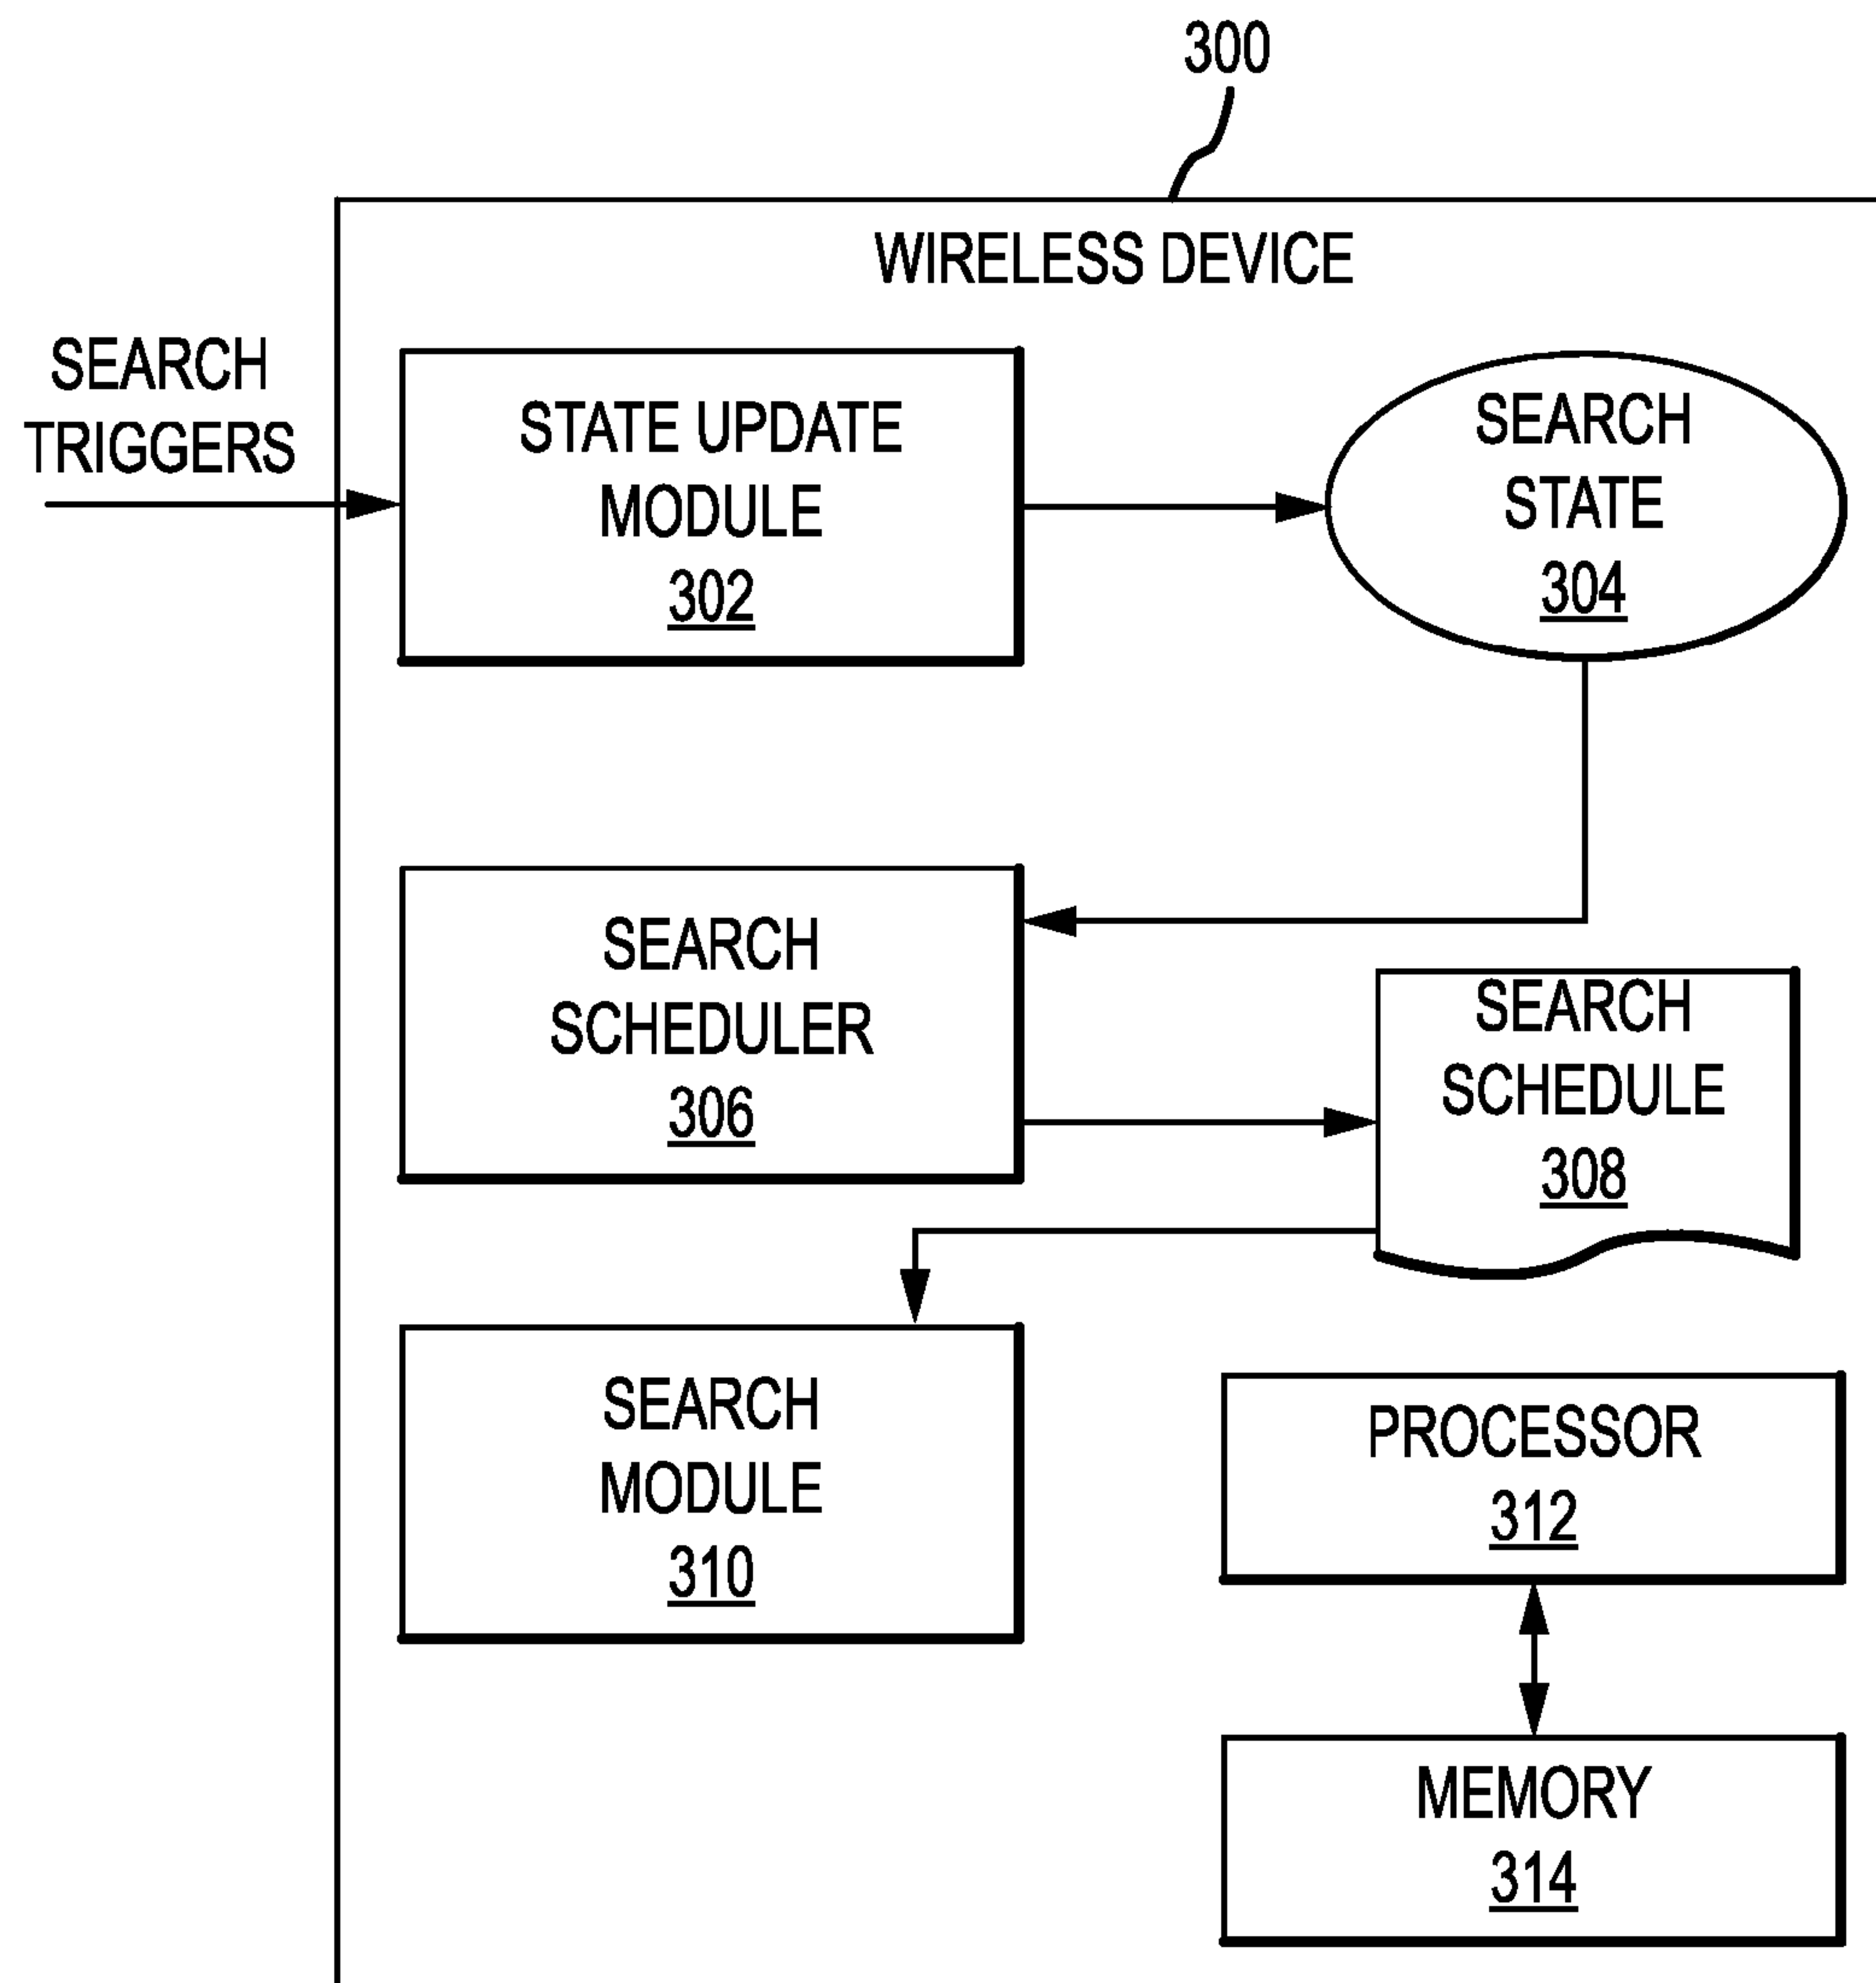 300
WIRELESS DEVICE
SEARCH
TRIGGERS
STATE UPDATE
MODULE
302
SEARCH
STATE
304
SEARCH
SCHEDULER
306
SEARCH
SCHEDULE
308
SEARCH
MODULE
310
PROCESSOR
312
MEMORY
314